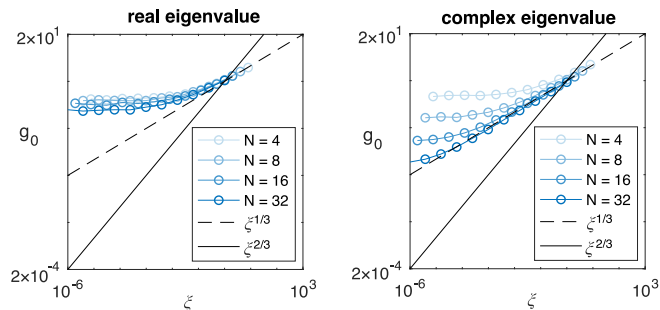 real eigenvalue
2×10¹
g₀
2×10⁻⁴
10⁻⁶
ξ
10³
N = 4
N = 8
N = 16
N = 32
ξ^{1/3}
ξ^{2/3}
complex eigenvalue
2×10¹
g₀
2×10⁻⁴
10⁻⁶
ξ
10³
N = 4
N = 8
N = 16
N = 32
ξ^{1/3}
ξ^{2/3}